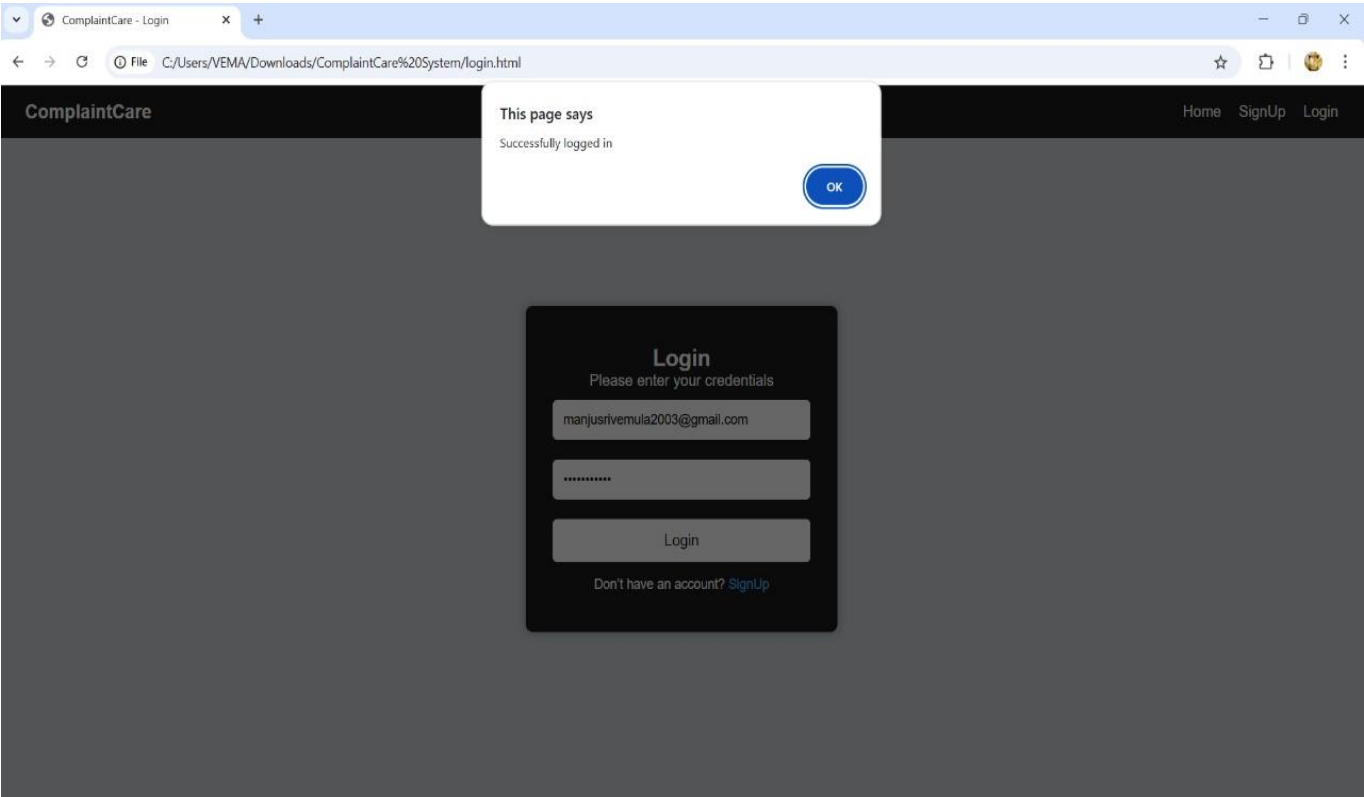 ComplaintCare - Login
File C:/Users/VEMA/Downloads/ComplaintCare%20System/login.html
ComplaintCare Home SignUp Login
This page says
Successfully logged in
OK
Login
Please enter your credentials
manjusrivemula2003@gmail.com
•••••••••••
Login
Don't have an account? SignUp